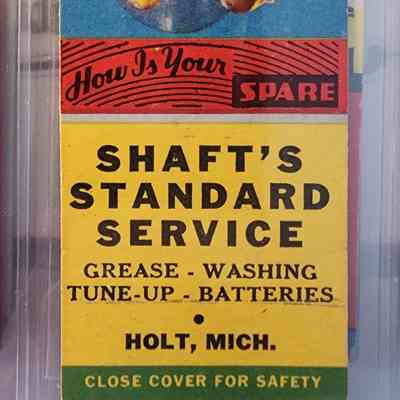 How Is Your SPARE
SHAFT'S
STANDARD
SERVICE
GREASE - WASHING
TUNE-UP - BATTERIES
•
HOLT, MICH.
CLOSE COVER FOR SAFETY